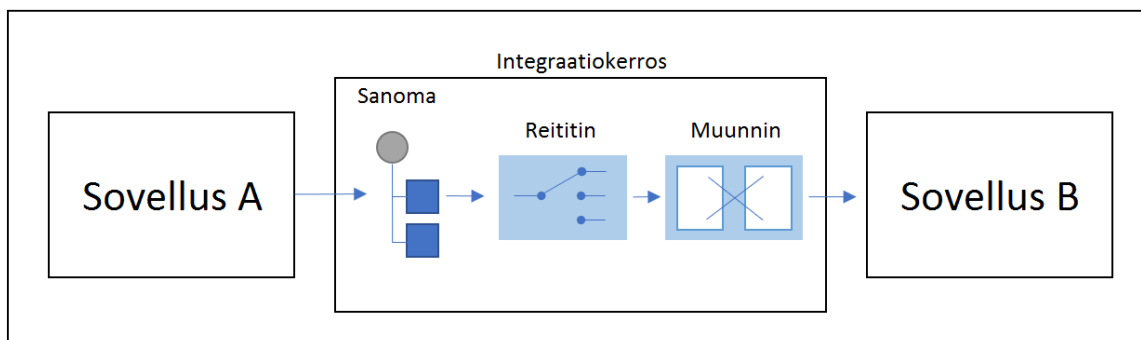 Integraatiokerros
Sovellus A
Sanoma
Reititin
Muunnin
Sovellus B